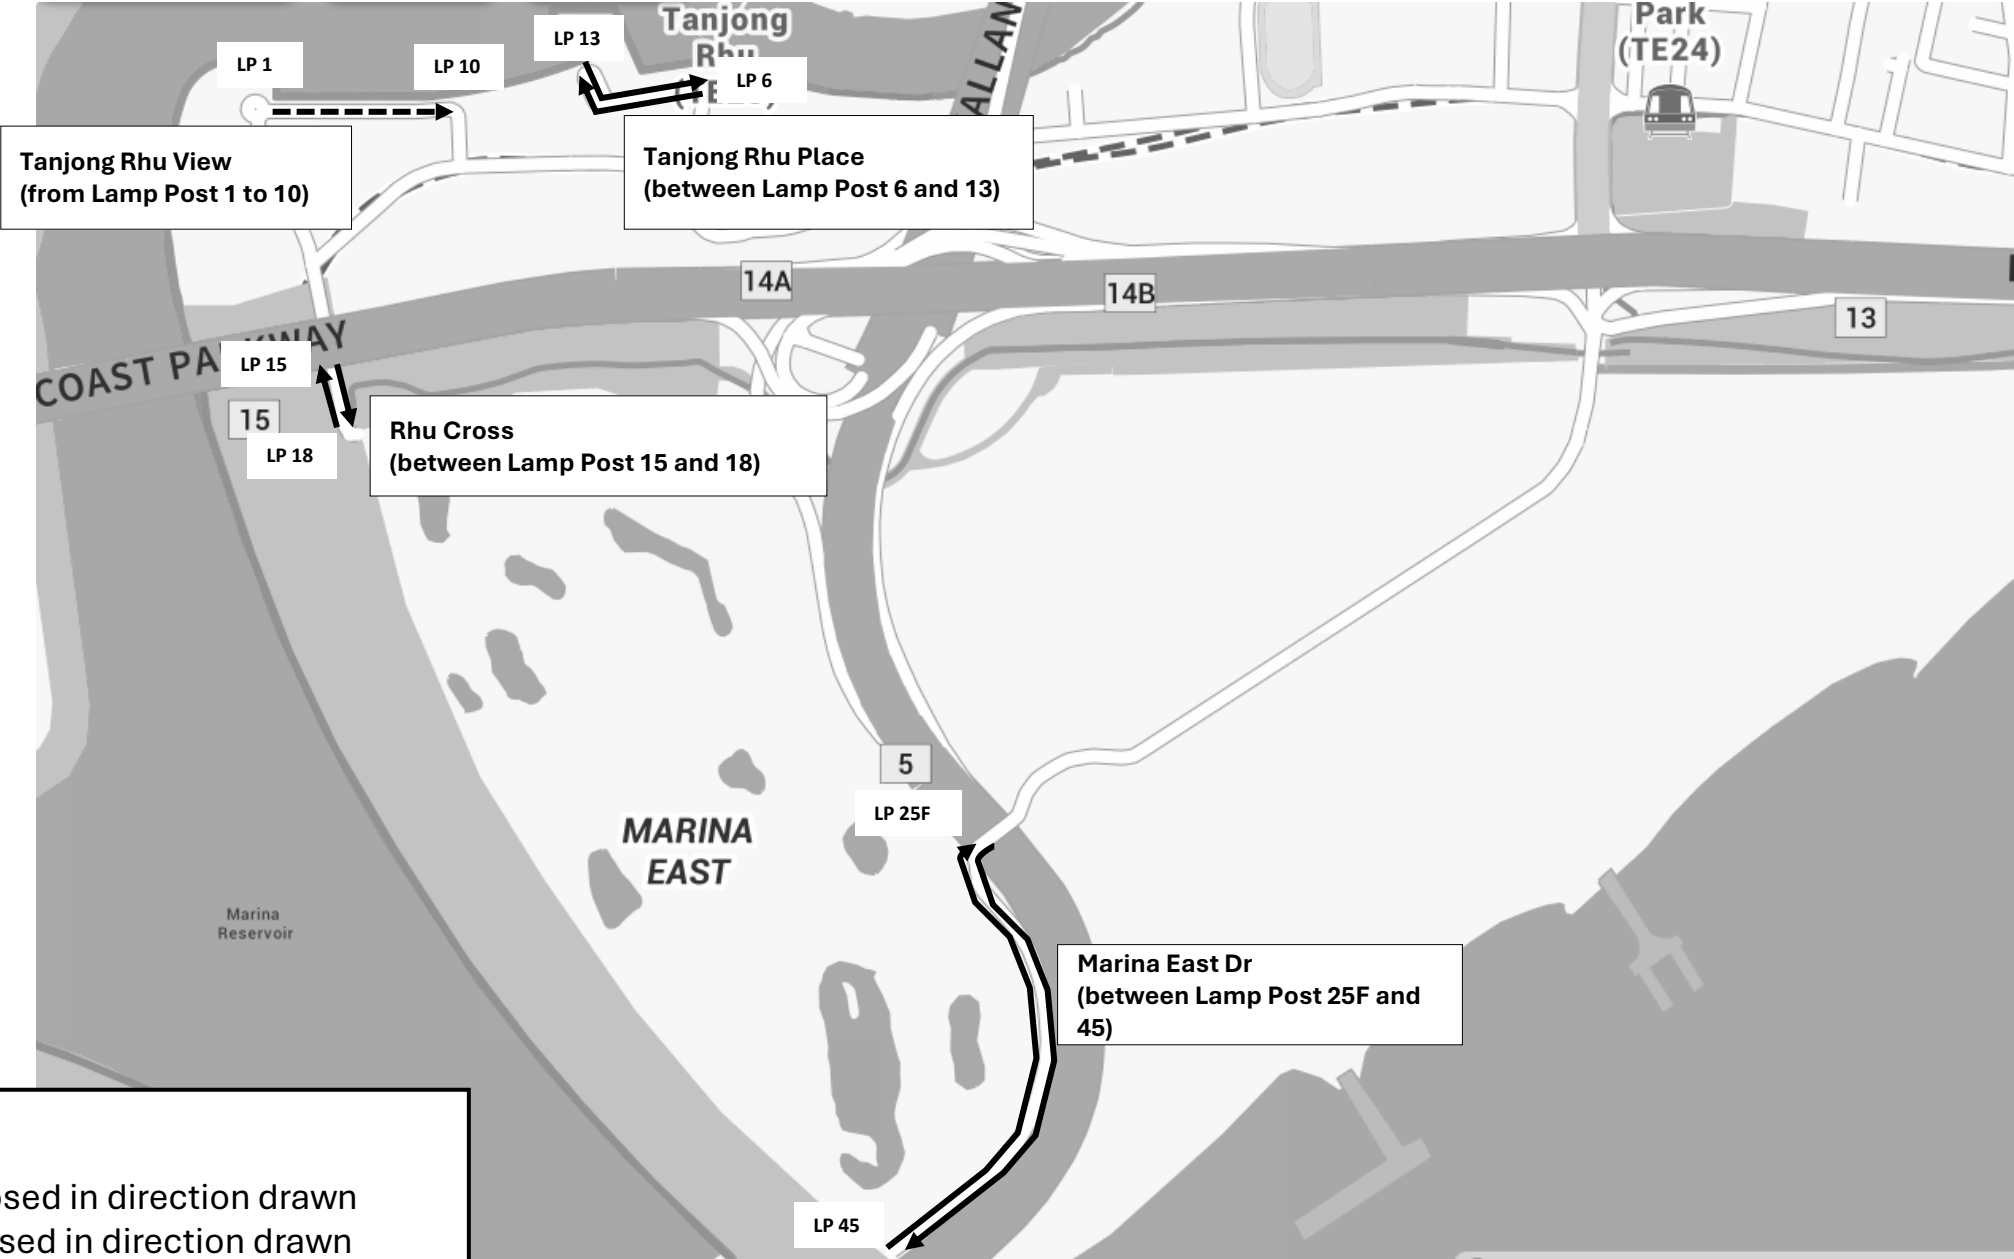 Tanjong
Rhu
Park
(TE24)
LP 13
LP 1
LP 10
LP 6
Tanjong Rhu View
(from Lamp Post 1 to 10)
Tanjong Rhu Place
(between Lamp Post 6 and 13)
14A
14B
13
COAST PARKWAY
LP 15
15
LP 18
Rhu Cross
(between Lamp Post 15 and 18)
5
LP 25F
MARINA
EAST
Marina
Reservoir
Marina East Dr
(between Lamp Post 25F and
45)
LP 45
sed in direction drawn
sed in direction drawn